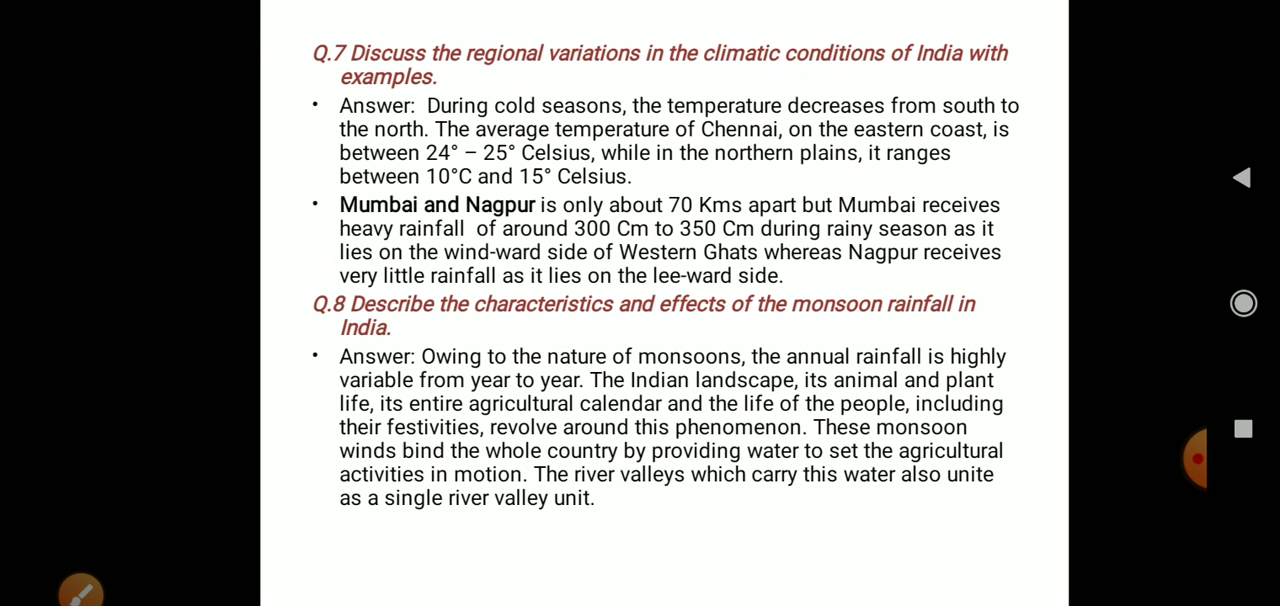 Q.7 Discuss the regional variations in the climatic conditions of India with
examples.
• Answer:  During cold seasons, the temperature decreases from south to
the north. The average temperature of Chennai, on the eastern coast, is
between 24° – 25° Celsius, while in the northern plains, it ranges
between 10°C and 15° Celsius.
• Mumbai and Nagpur is only about 70 Kms apart but Mumbai receives
heavy rainfall  of around 300 Cm to 350 Cm during rainy season as it
lies on the wind-ward side of Western Ghats whereas Nagpur receives
very little rainfall as it lies on the lee-ward side.
Q.8 Describe the characteristics and effects of the monsoon rainfall in
India.
• Answer: Owing to the nature of monsoons, the annual rainfall is highly
variable from year to year. The Indian landscape, its animal and plant
life, its entire agricultural calendar and the life of the people, including
their festivities, revolve around this phenomenon. These monsoon
winds bind the whole country by providing water to set the agricultural
activities in motion. The river valleys which carry this water also unite
as a single river valley unit.